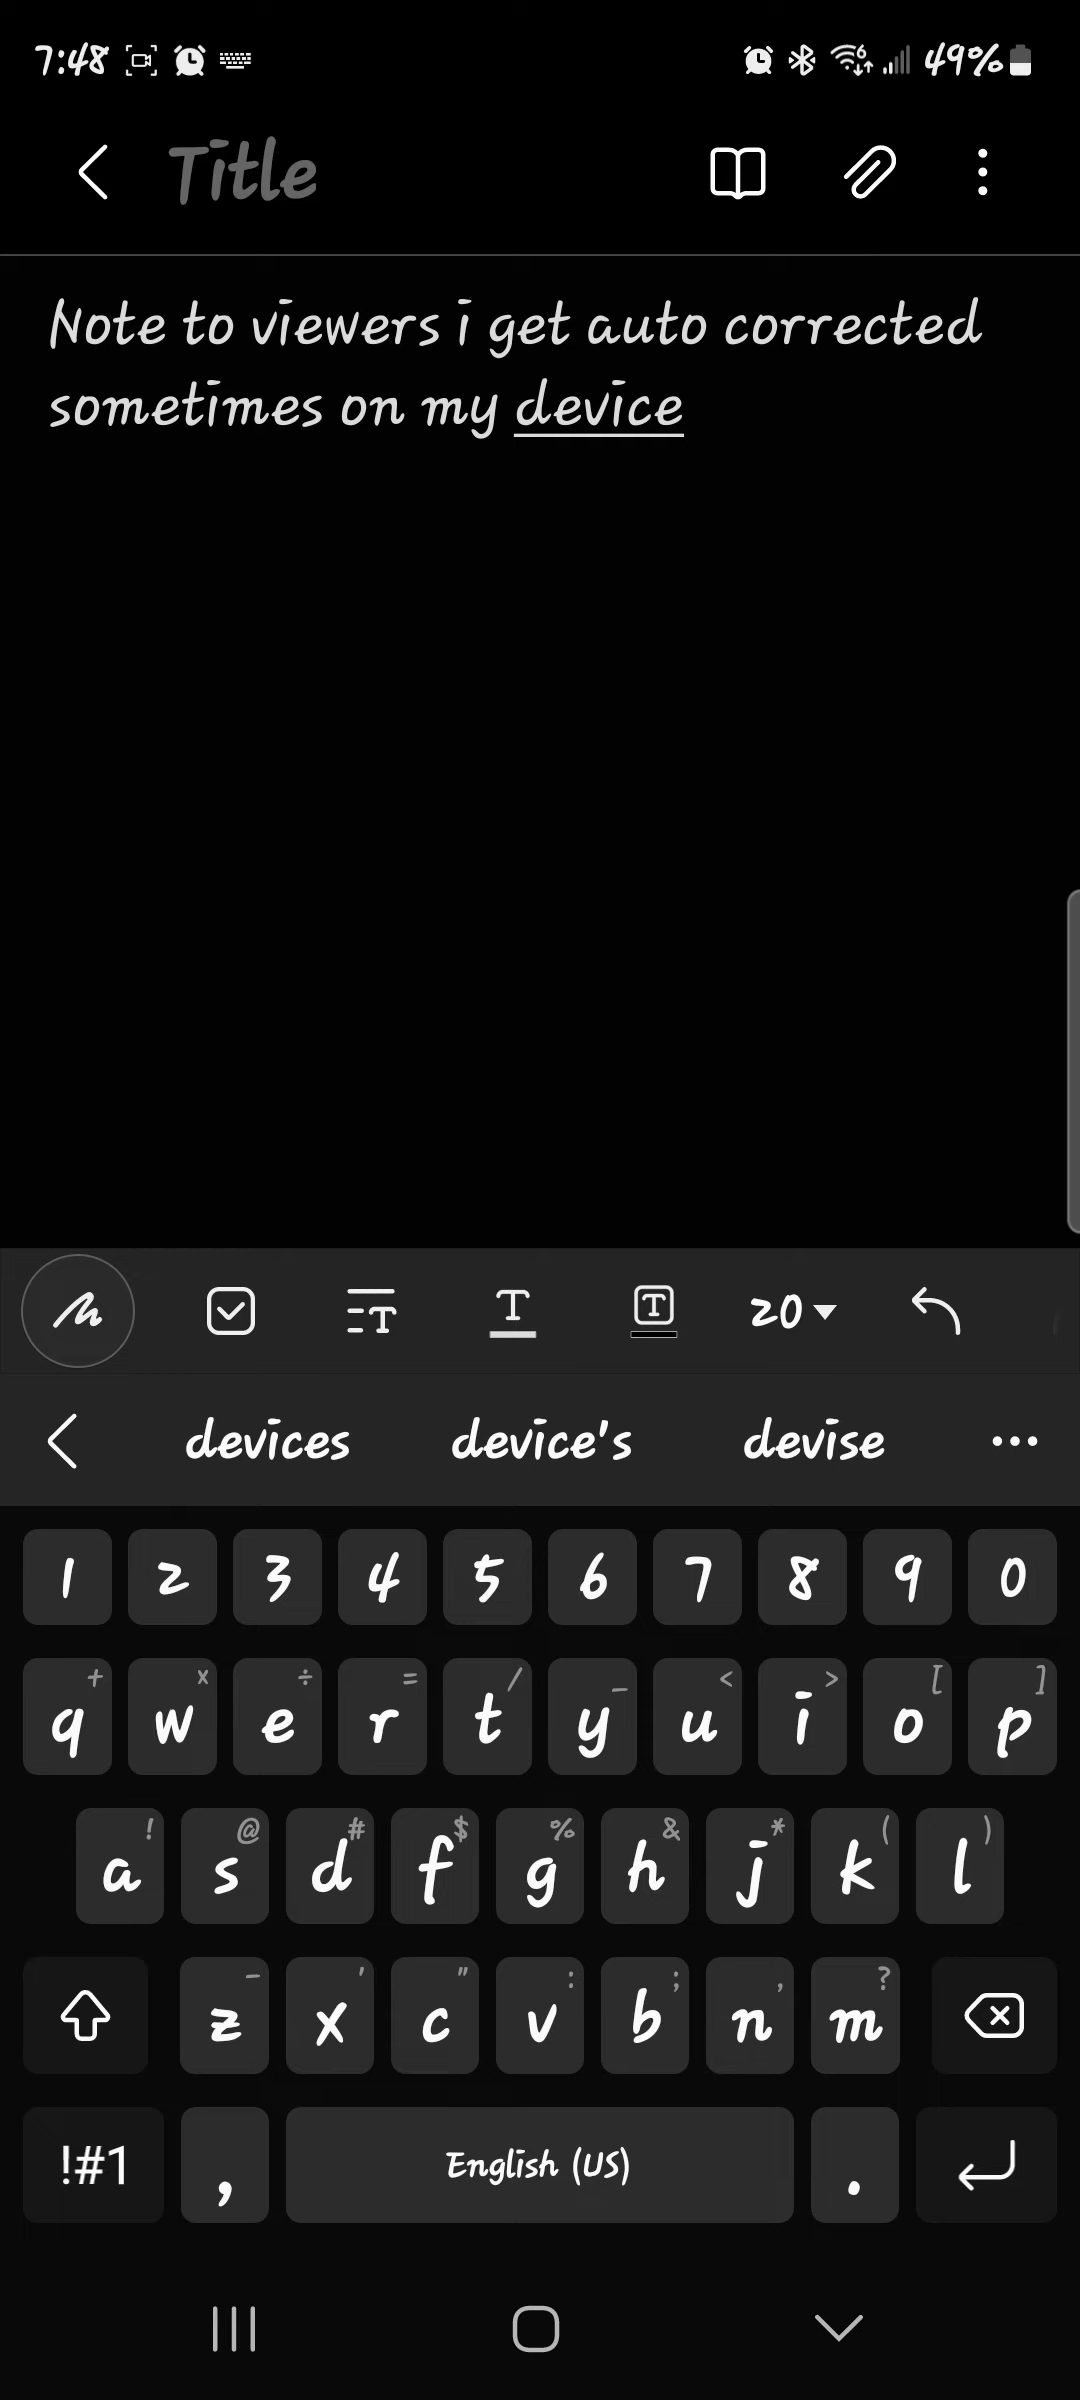 7:48 49%
Title
Note to viewers i get auto corrected
sometimes on my device
20
devices device's devise
1 2 3 4 5 6 7 8 9 0
+ × ÷ = / _ < > [ ]
q w e r t y u i o p
! @ # $ % & * ( )
a s d f g h j k l
- ' " : ; , ?
z x c v b n m
!#1 , English (US) .